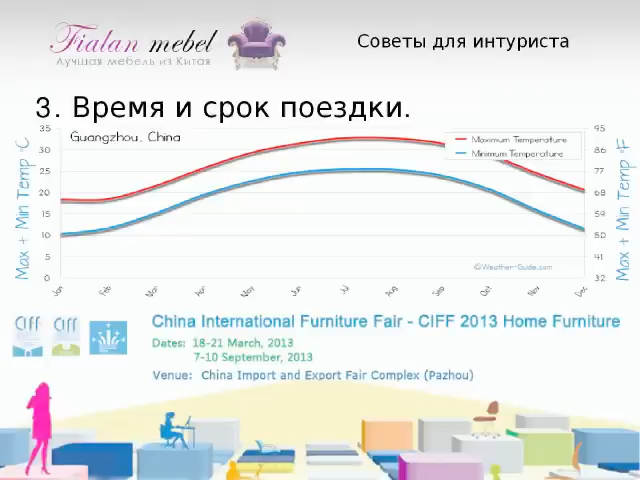 Fialan mebel
Лучшая мебель из Китая
Советы для интуриста
3. Время и срок поездки.
Guangzhou, China
Maximum Temperature
Minimum Temperature
Max + Min Temp °C
35
30
25
20
15
10
5
0
95
86
77
68
59
50
41
32
Max + Min Temp °F
©Weather-Guide.com
Jan
Feb
Mar
Apr
May
Jun
Jul
Aug
Sep
Oct
Nov
Dec
CIFF
CIFF
China International Furniture Fair - CIFF 2013 Home Furniture
Dates: 18-21 March, 2013
7-10 September, 2013
Venue: China Import and Export Fair Complex (Pazhou)